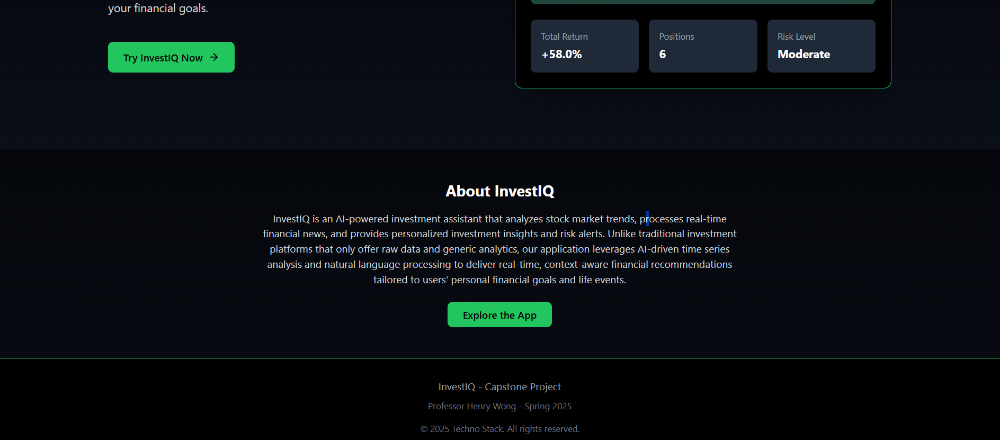 your financial goals.
Try InvestIQ Now
Total Return
+58.0%
Positions
6
Risk Level
Moderate
About InvestIQ
InvestIQ is an AI-powered investment assistant that analyzes stock market trends, processes real-time
financial news, and provides personalized investment insights and risk alerts. Unlike traditional investment
platforms that only offer raw data and generic analytics, our application leverages AI-driven time series
analysis and natural language processing to deliver real-time, context-aware financial recommendations
tailored to users' personal financial goals and life events.
Explore the App
InvestIQ - Capstone Project
Professor Henry Wong - Spring 2025
© 2025 Techno Stack. All rights reserved.